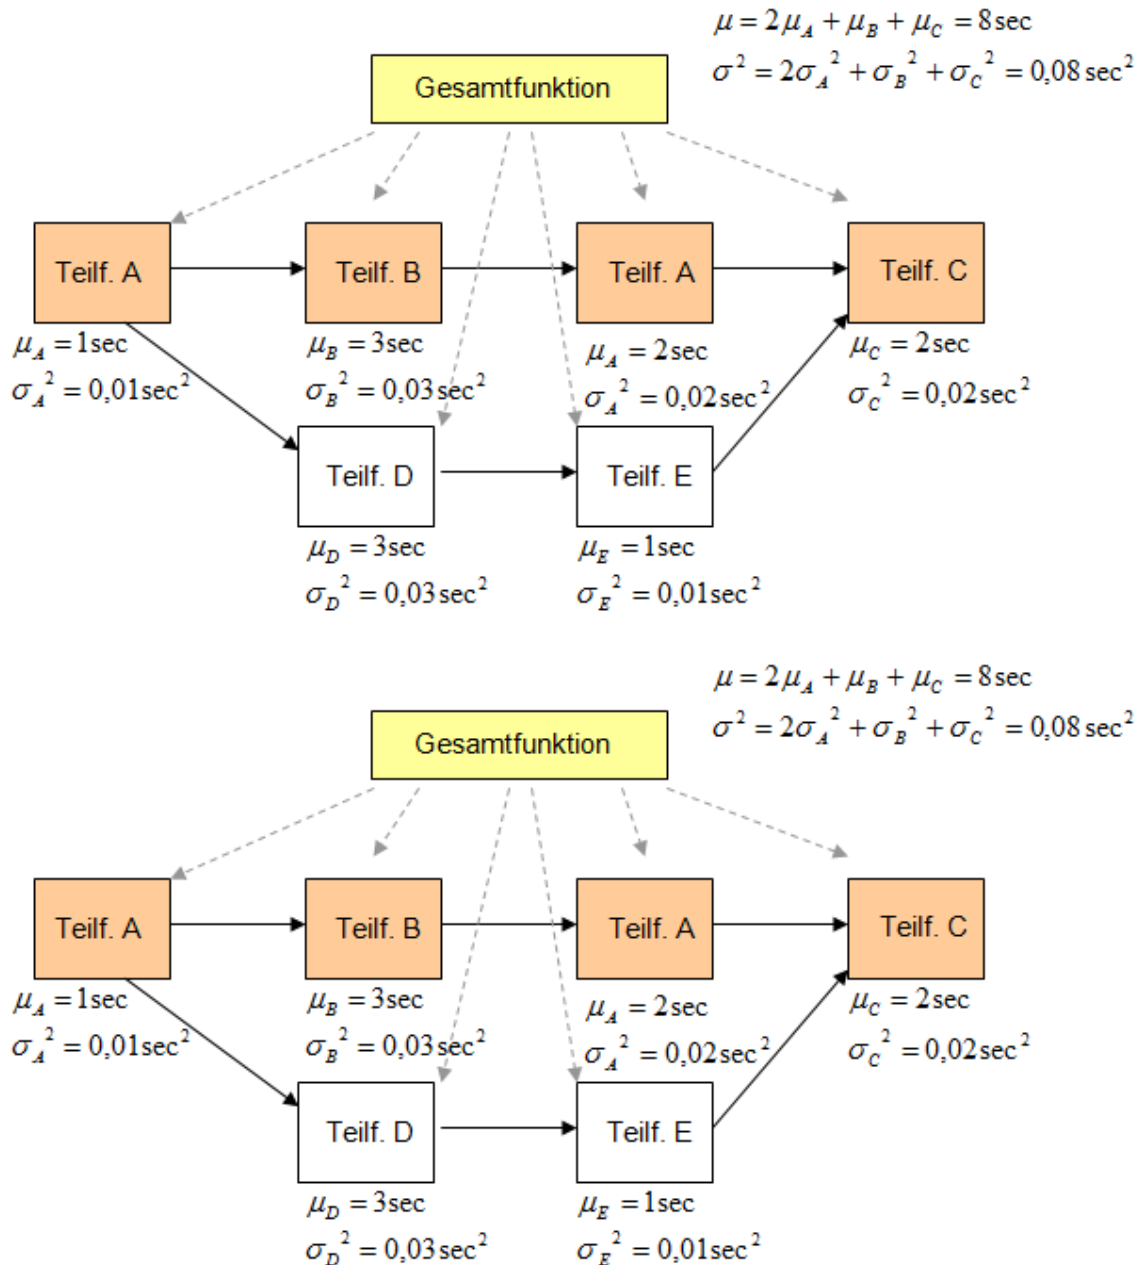 μ = 2μ_A + μ_B + μ_C = 8sec
σ² = 2σ_A² + σ_B² + σ_C² = 0,08sec²
Gesamtfunktion
Teilf. A
Teilf. B
Teilf. A
Teilf. C
μ_A = 1sec
σ_A² = 0,01sec²
μ_B = 3sec
σ_B² = 0,03sec²
μ_A = 2sec
σ_A² = 0,02sec²
μ_C = 2sec
σ_C² = 0,02sec²
Teilf. D
Teilf. E
μ_D = 3sec
σ_D² = 0,03sec²
μ_E = 1sec
σ_E² = 0,01sec²
μ = 2μ_A + μ_B + μ_C = 8sec
σ² = 2σ_A² + σ_B² + σ_C² = 0,08sec²
Gesamtfunktion
Teilf. A
Teilf. B
Teilf. A
Teilf. C
μ_A = 1sec
σ_A² = 0,01sec²
μ_B = 3sec
σ_B² = 0,03sec²
μ_A = 2sec
σ_A² = 0,02sec²
μ_C = 2sec
σ_C² = 0,02sec²
Teilf. D
Teilf. E
μ_D = 3sec
σ_D² = 0,03sec²
μ_E = 1sec
σ_E² = 0,01sec²